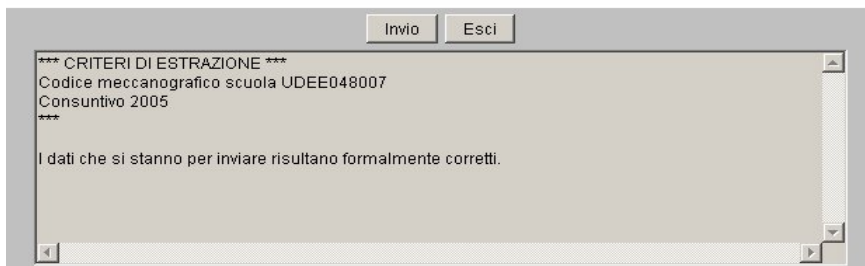 Invio Esci
*** CRITERI DI ESTRAZIONE ***
Codice meccanografico scuola UDEE048007
Consuntivo 2005
***
I dati che si stanno per inviare risultano formalmente corretti.